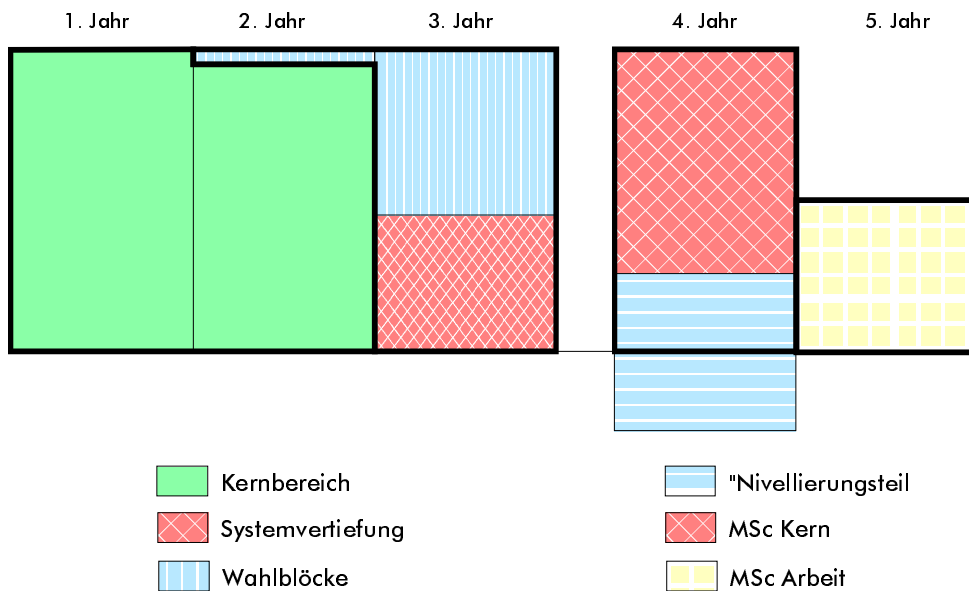 1. Jahr 2. Jahr 3. Jahr 4. Jahr 5. Jahr
Kernbereich
Systemvertiefung
Wahlblöcke
"Nivellierungsteil
MSc Kern
MSc Arbeit